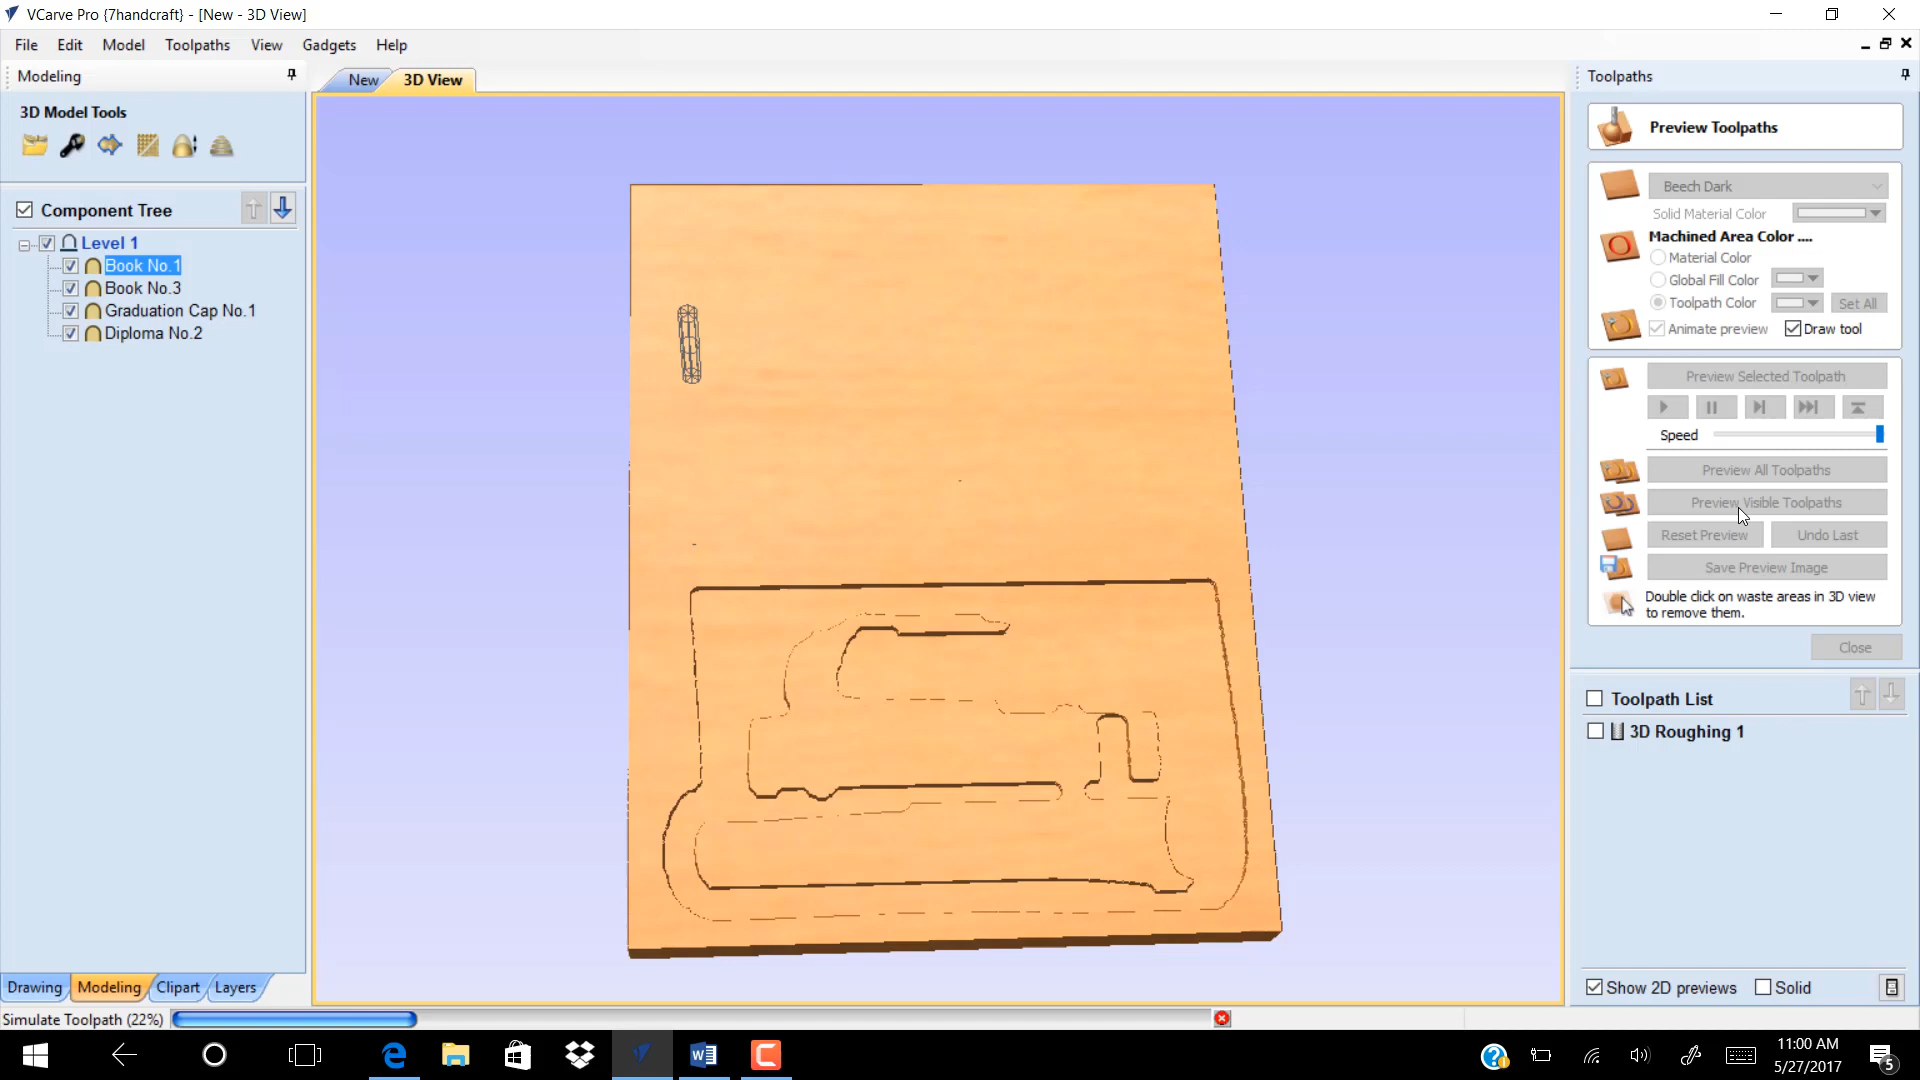 VCarve Pro {7handcraft} - [New - 3D View]
File Edit Model Toolpaths View Gadgets Help
Modeling
3D Model Tools
Component Tree
Level 1
Book No.1
Book No.3
Graduation Cap No.1
Diploma No.2
Drawing Modeling Clipart Layers
Simulate Toolpath (22%)
New 3D View
Toolpaths
Preview Toolpaths
Beech Dark
Solid Material Color
Machined Area Color ....
Material Color
Global Fill Color
Toolpath Color Set All
Animate preview Draw tool
Preview Selected Toolpath
Speed
Preview All Toolpaths
Preview Visible Toolpaths
Reset Preview Undo Last
Save Preview Image
Double click on waste areas in 3D view
to remove them.
Close
Toolpath List
3D Roughing 1
Show 2D previews Solid
11:00 AM
5/27/2017
5